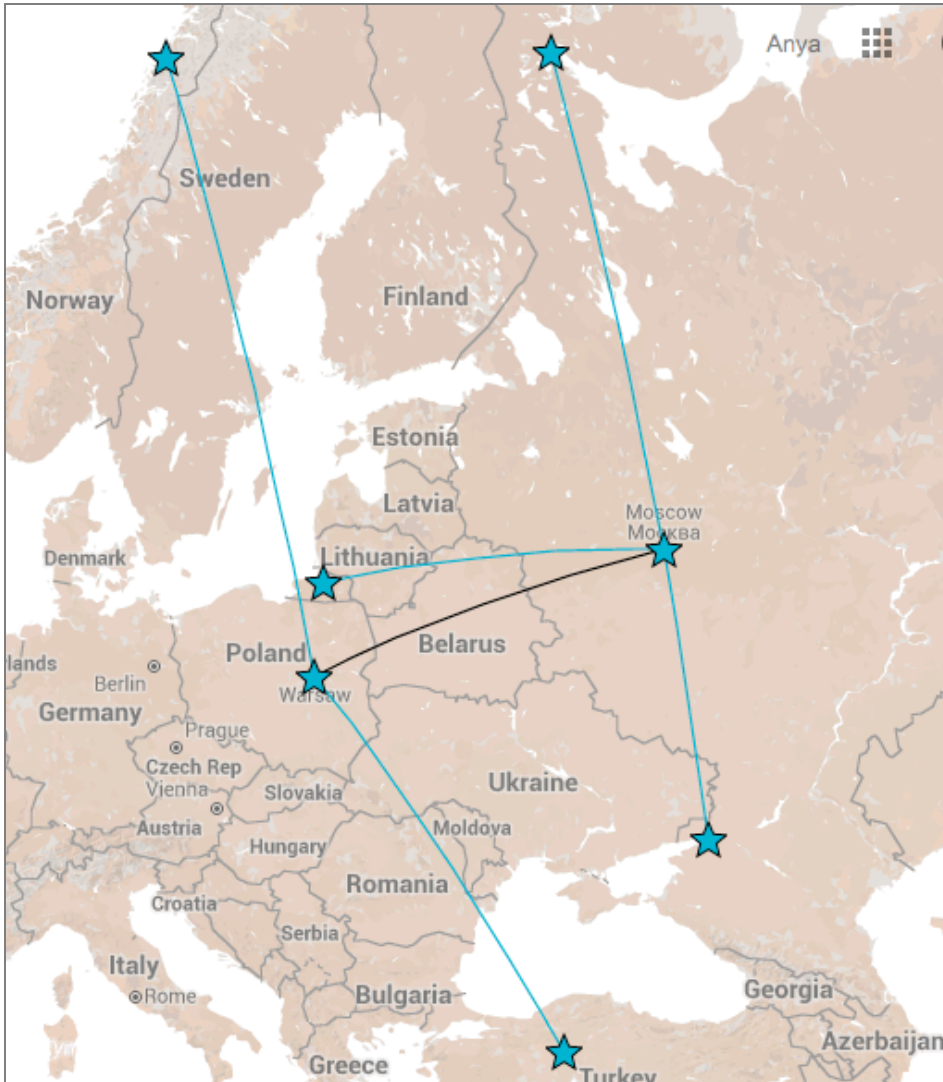 Anya
Sweden
Norway
Finland
Estonia
Latvia
Moscow
Москва
Denmark
Lithuania
Poland
Belarus
rlands
Berlin
Warsaw
Germany
Prague
Czech Rep
Vienna
Slovakia
Ukraine
Austria
Moldova
Hungary
Romania
Croatia
Serbia
Italy
Rome
Bulgaria
Georgia
Azerbaijan
Greece
Turkey